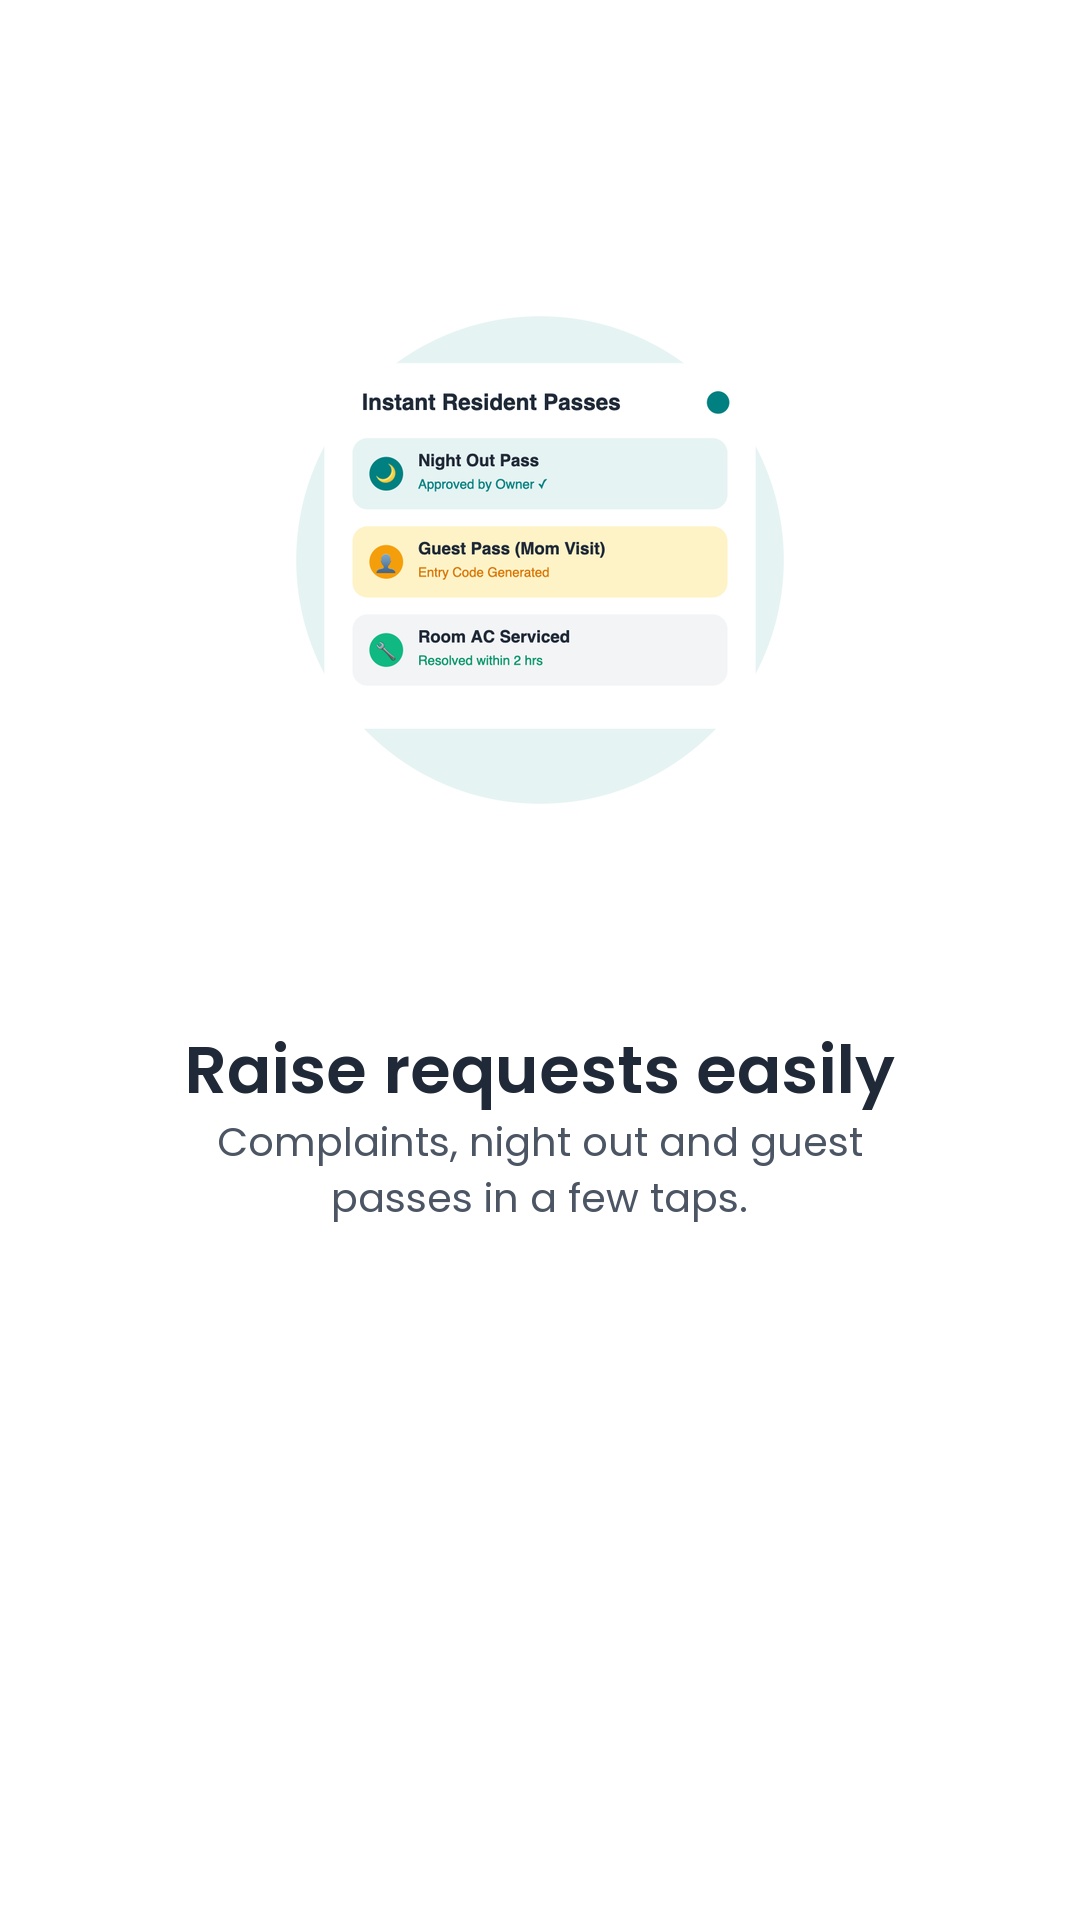 Instant Resident Passes
Night Out Pass
Approved by Owner ✓
Guest Pass (Mom Visit)
Entry Code Generated
Room AC Serviced
Resolved within 2 hrs
Raise requests easily
Complaints, night out and guest
passes in a few taps.